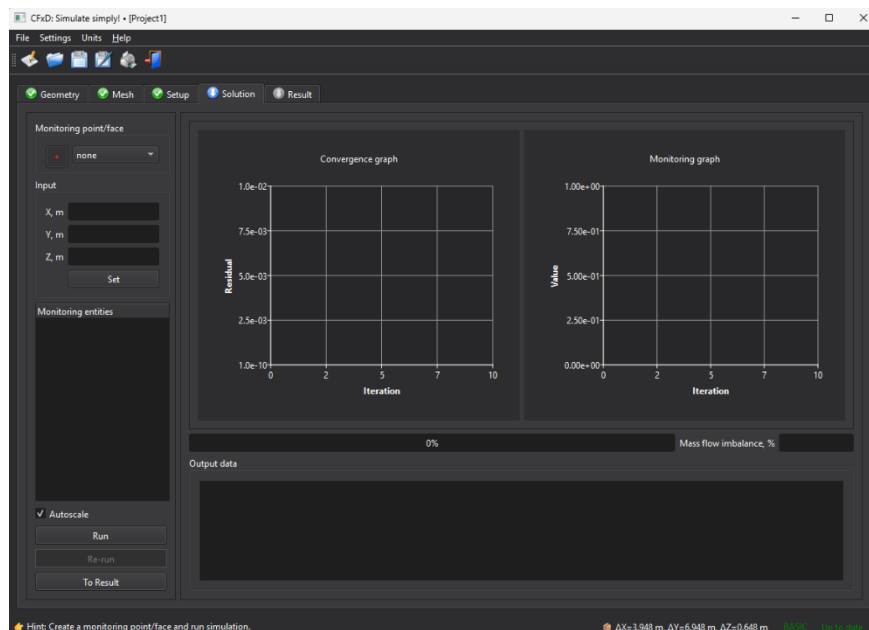 CFxD: Simulate simply! • [Project1]
File Settings Units Help
Geometry Mesh Setup Solution Result
Monitoring point/face
none
Input
X, m
Y, m
Z, m
Set
Monitoring entities
Autoscale
Run
Re-run
To Result
Convergence graph
1.0e-02
7.5e-03
5.0e-03
2.5e-03
1.0e-10
Residual
0 2 5 7 10
Iteration
Monitoring graph
1.00e+00
7.50e-01
5.00e-01
2.50e-01
0.00e+00
Value
0 2 5 7 10
Iteration
0%
Mass flow imbalance, %
Output data
Hint: Create a monitoring point/face and run simulation.
ΔX=3.948 m, ΔY=6.948 m, ΔZ=0.648 m BASIC Up to date